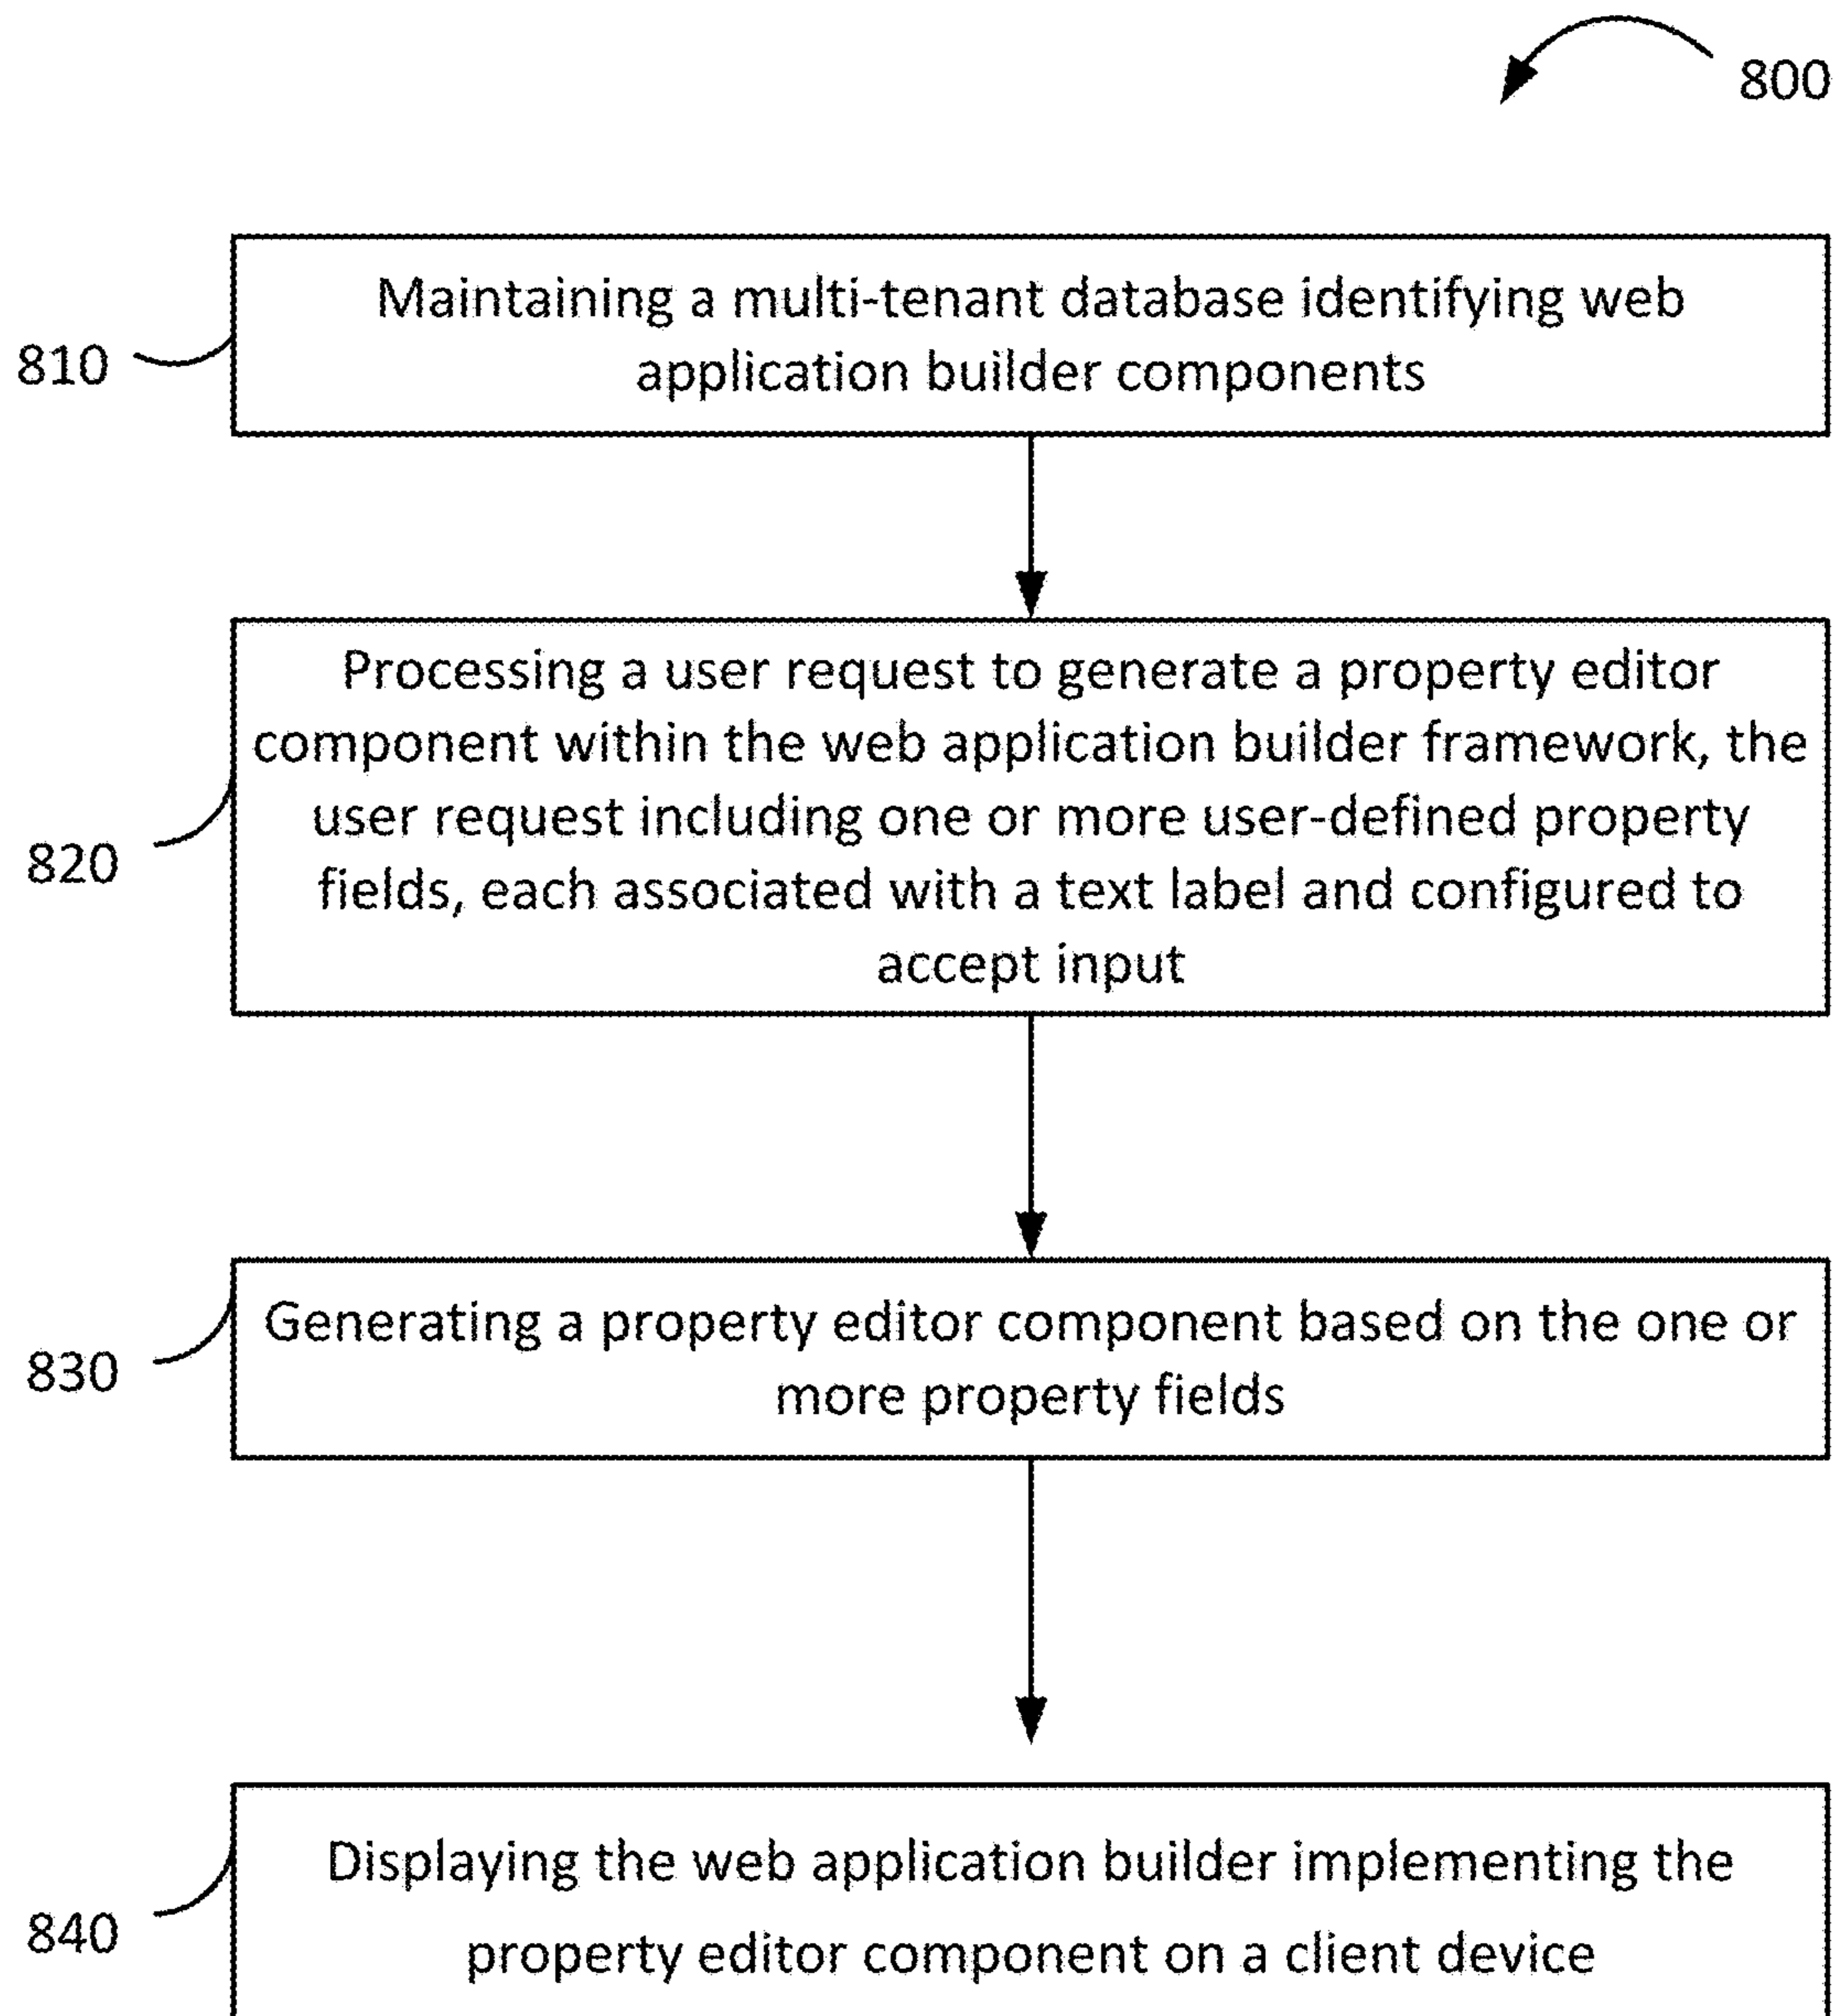 800
810
Maintaining a multi-tenant database identifying web
application builder components
820
Processing a user request to generate a property editor
component within the web application builder framework, the
user request including one or more user-defined property
fields, each associated with a text label and configured to
accept input
830
Generating a property editor component based on the one or
more property fields
840
Displaying the web application builder implementing the
property editor component on a client device